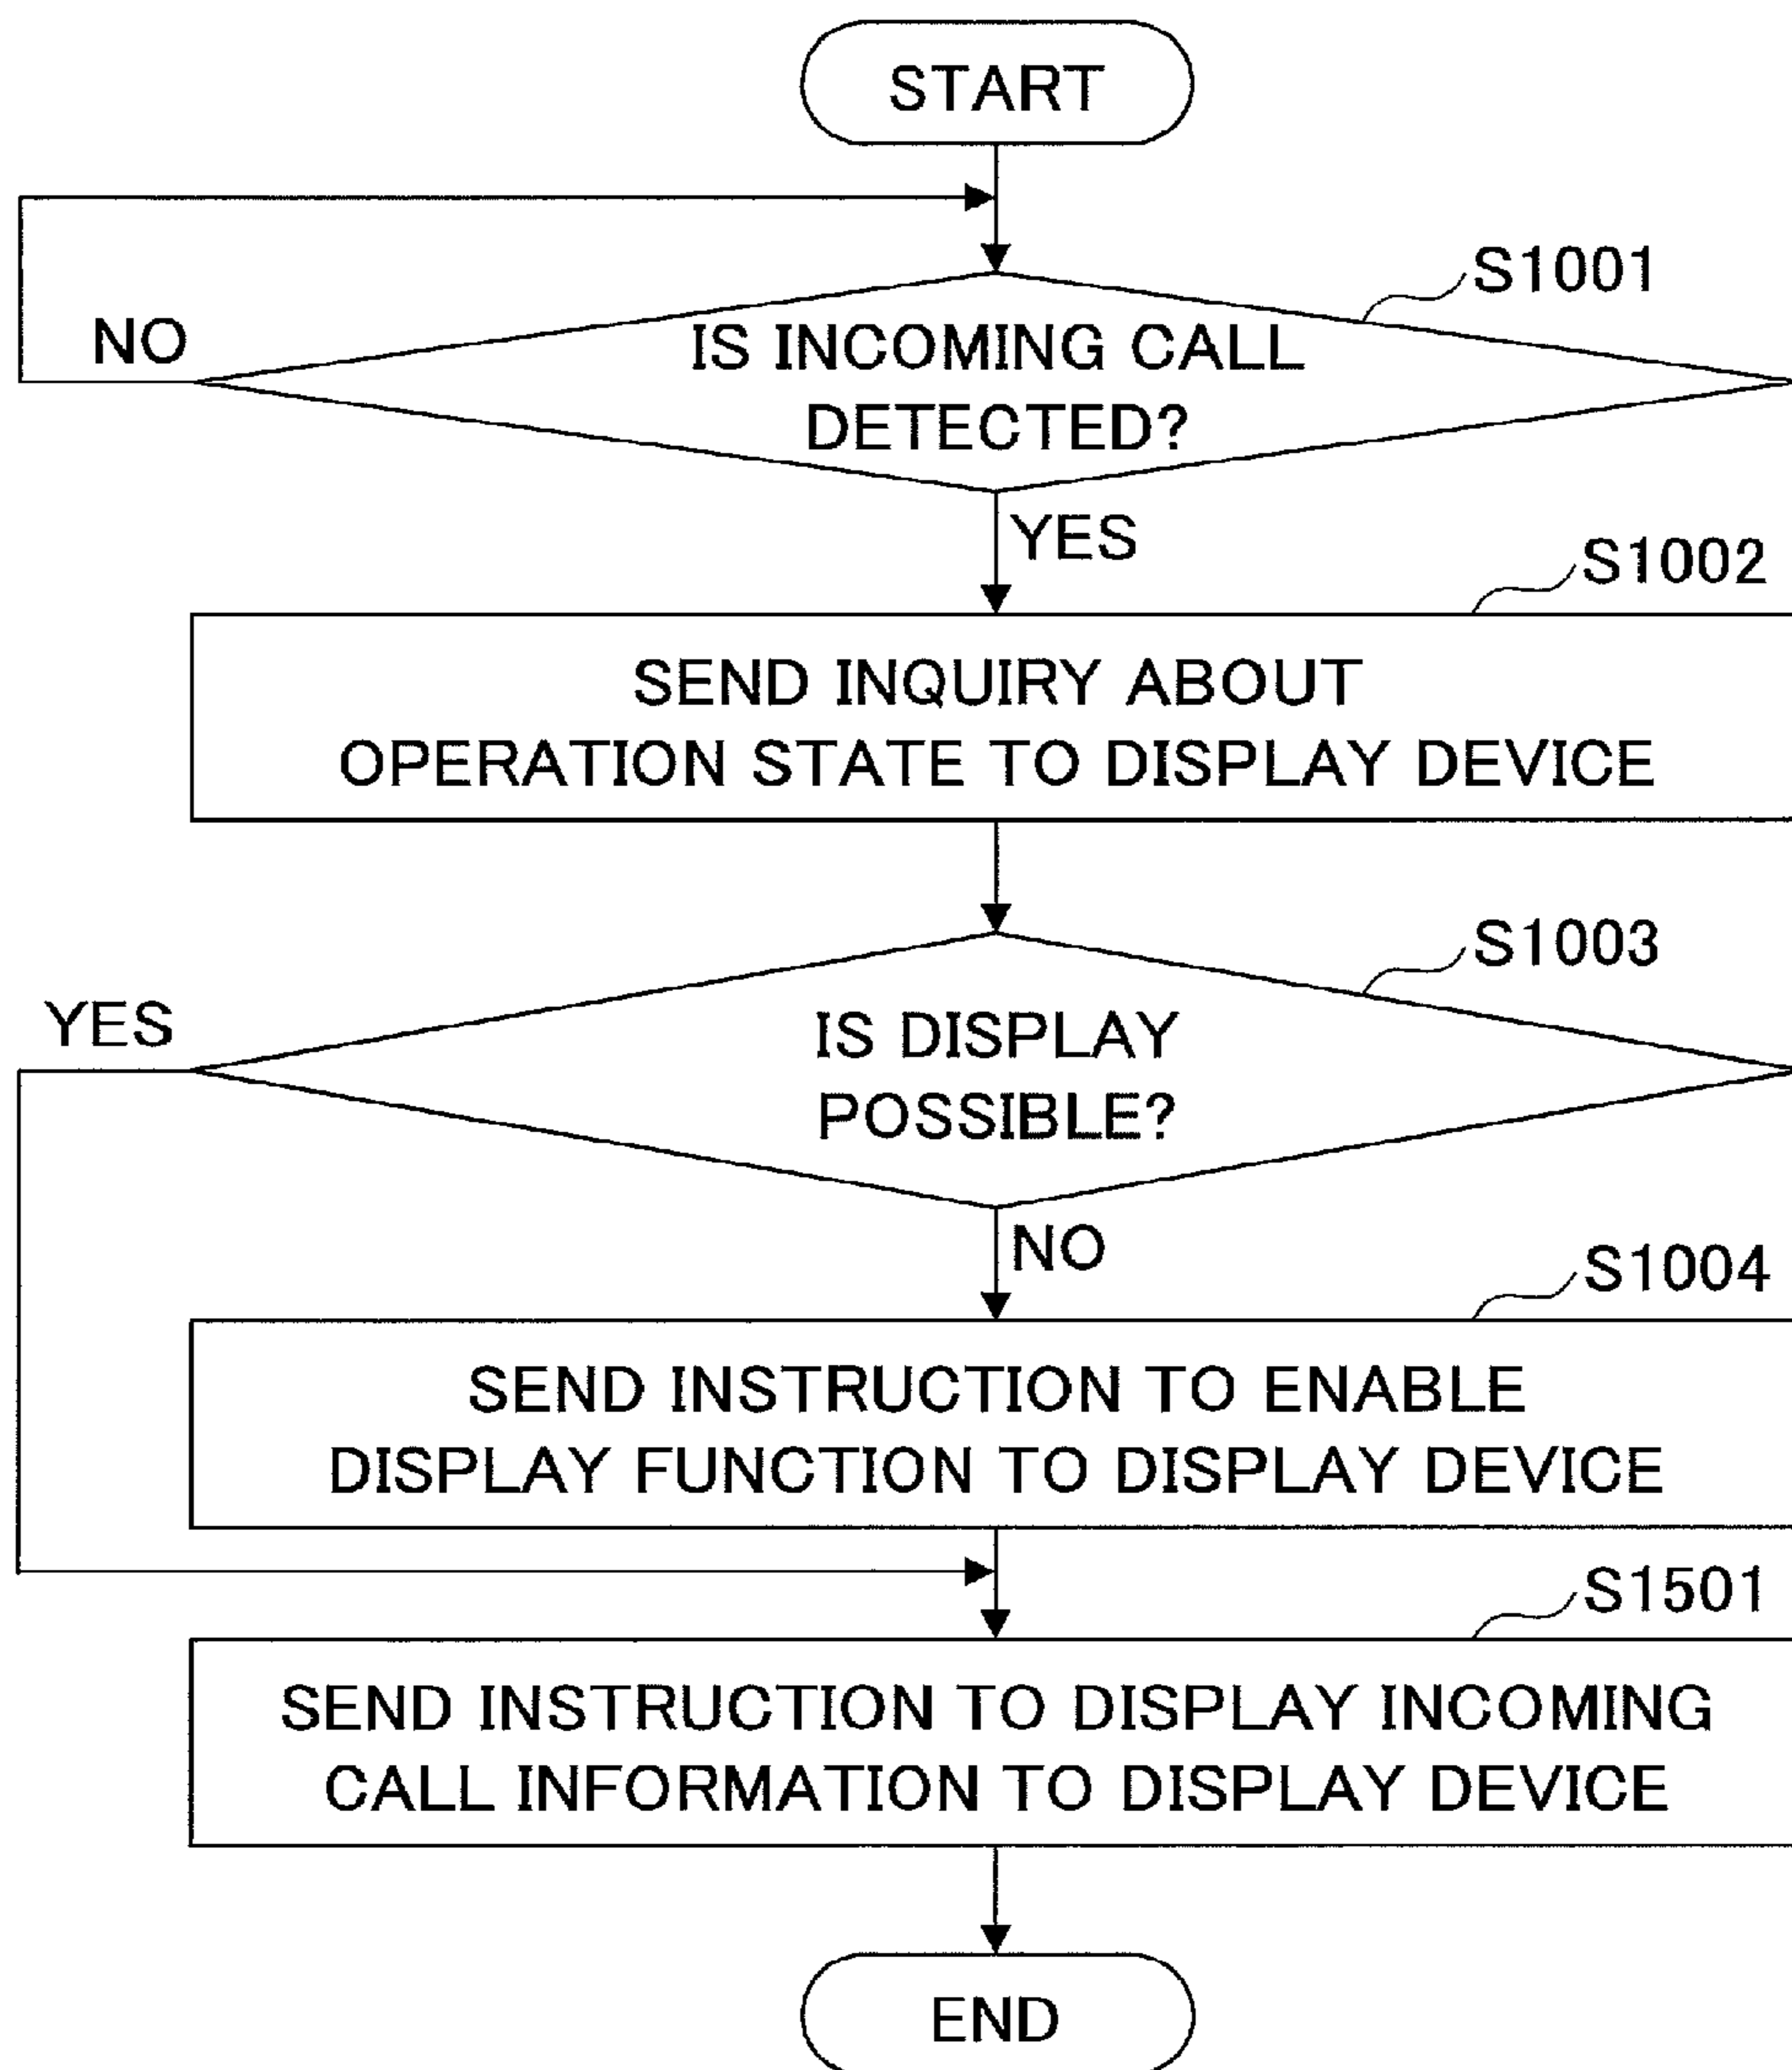 START
S1001
NO
IS INCOMING CALL
DETECTED?
YES
S1002
SEND INQUIRY ABOUT
OPERATION STATE TO DISPLAY DEVICE
S1003
YES
IS DISPLAY
POSSIBLE?
NO
S1004
SEND INSTRUCTION TO ENABLE
DISPLAY FUNCTION TO DISPLAY DEVICE
S1501
SEND INSTRUCTION TO DISPLAY INCOMING
CALL INFORMATION TO DISPLAY DEVICE
END